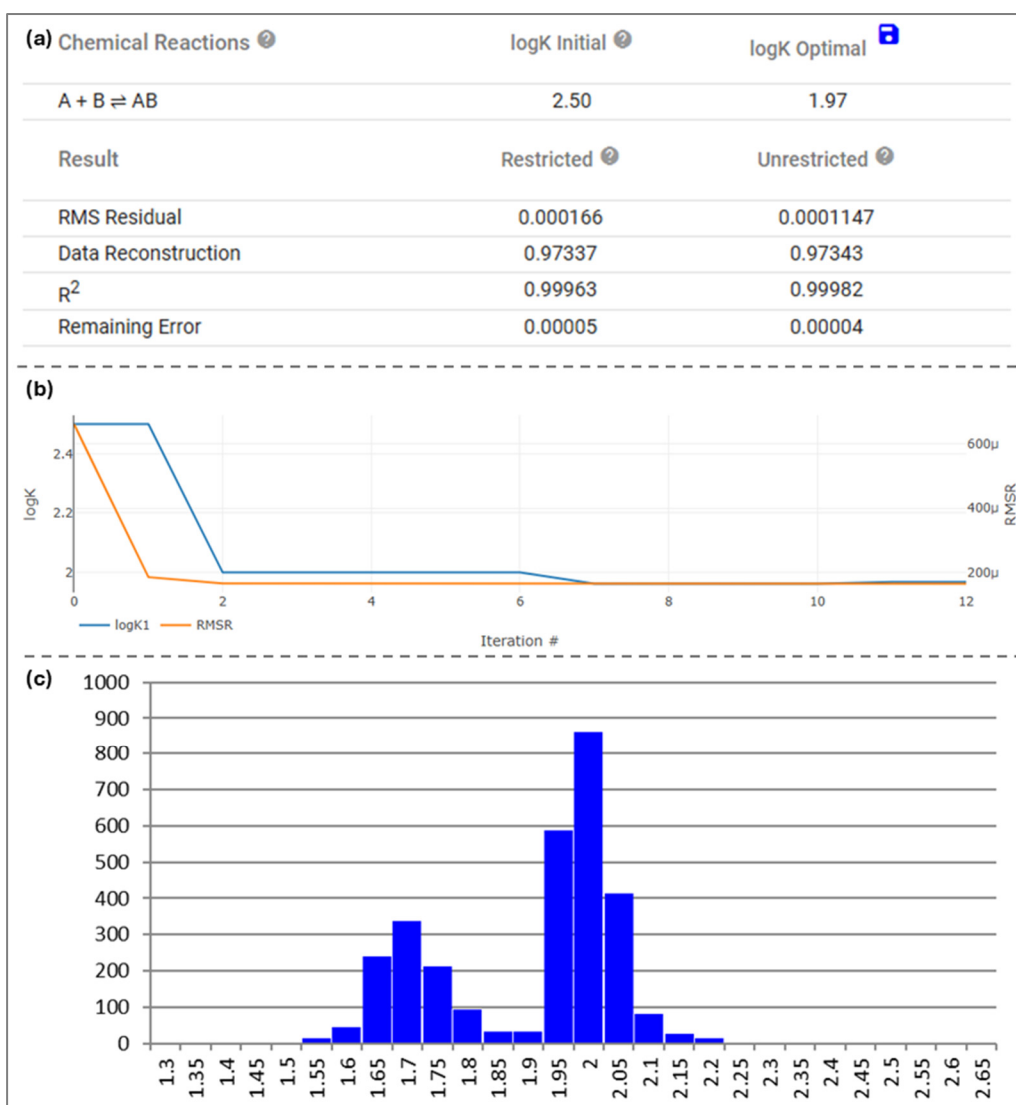 (a) Chemical Reactions ? logK Initial ? logK Optimal
A + B ⇌ AB 2.50 1.97
Result Restricted ? Unrestricted ?
RMS Residual 0.000166 0.0001147
Data Reconstruction 0.97337 0.97343
R² 0.99963 0.99982
Remaining Error 0.00005 0.00004
(b)
2.4 600µ
2.2 400µ
2 200µ
logK RMSR
0 2 4 6 8 10 12
logK1 RMSR
Iteration #
(c)
1000
900
800
700
600
500
400
300
200
100
0
1.3 1.35 1.4 1.45 1.5 1.55 1.6 1.65 1.7 1.75 1.8 1.85 1.9 1.95 2 2.05 2.1 2.15 2.2 2.25 2.3 2.35 2.4 2.45 2.5 2.55 2.6 2.65